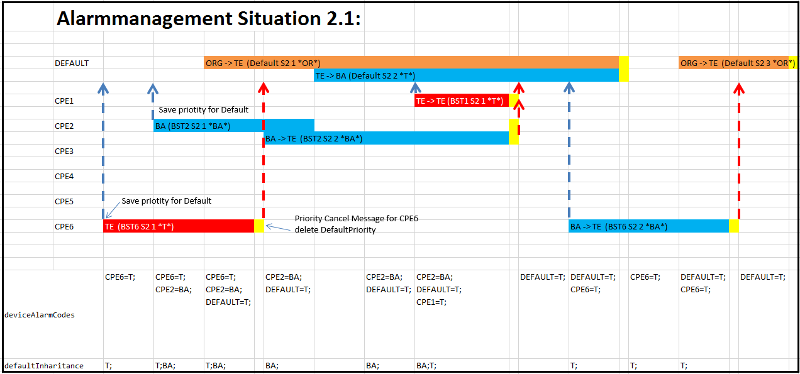 Alarmmanagement Situation 2.1:
DEFAULT
ORG -> TE (Default S2 1 *OR*)
ORG -> TE (Default S2 3 *OR*)
TE -> BA (Default S2 2 *T*)
CPE1
TE -> TE (BST1 S2 1 *T*)
Save protity for Default
CPE2
BA (BST2 S2 1 *BA*)
BA -> TE (BST2 S2 2 *BA*)
CPE3
CPE4
CPE5
Save protity for Default
CPE6
TE (BST6 S2 1 *T*)
Priority Cancel Message for CPE6
delete DefaultPriority
BA -> TE (BST6 S2 2 *BA*)
CPE6=T; CPE6=T; CPE6=T; CPE2=BA; CPE2=BA; CPE2=BA; DEFAULT=T; DEFAULT=T; CPE6=T; DEFAULT=T; DEFAULT=T;
CPE2=BA; CPE2=BA; DEFAULT=T; DEFAULT=T; DEFAULT=T; CPE6=T; CPE6=T;
DEFAULT=T; CPE1=T;
deviceAlarmCodes
defaultInharitance T; T;BA; T;BA; BA; BA; BA;T; T; T; T;